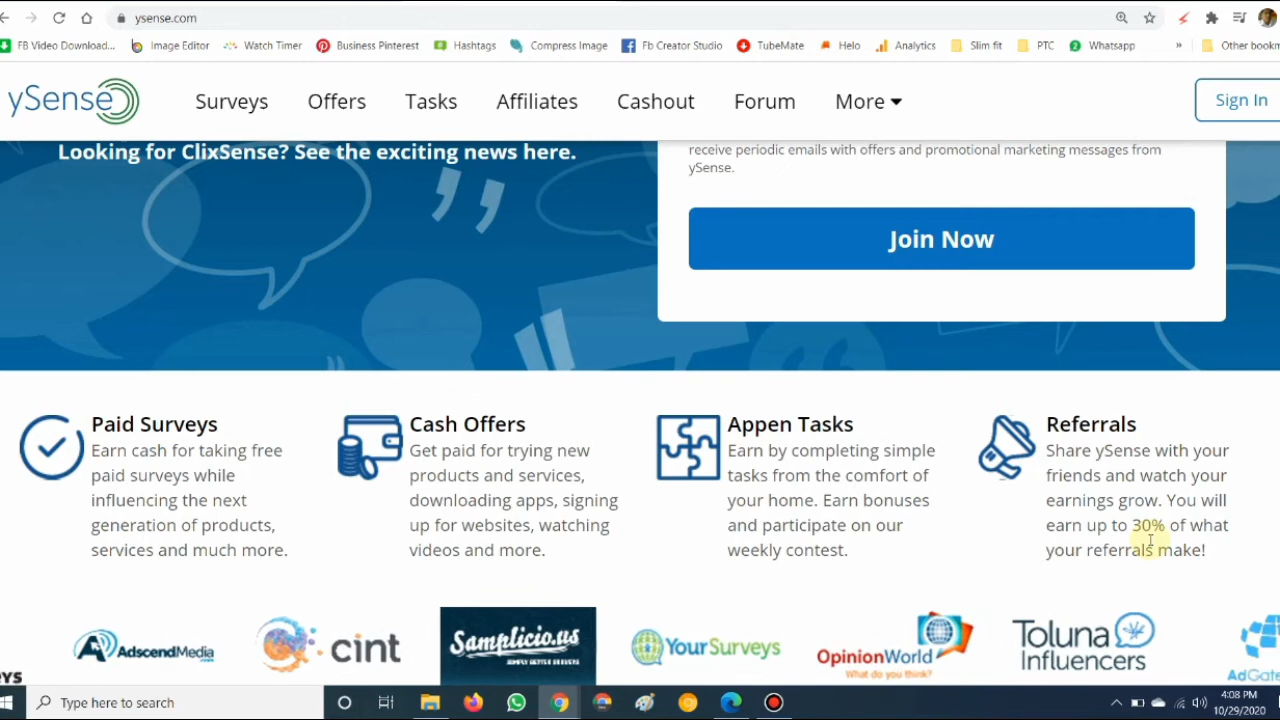 ysense.com
FB Video Download...
Image Editor
Watch Timer
Business Pinterest
Hashtags
Compress Image
Fb Creator Studio
TubeMate
Helo
Analytics
Slim fit
PTC
Whatsapp
»
Other bookm
ySense
Surveys
Offers
Tasks
Affiliates
Cashout
Forum
More
Sign In
Looking for ClixSense? See the exciting news here.
receive periodic emails with offers and promotional marketing messages from
ySense.
Join Now
Paid Surveys
Earn cash for taking free
paid surveys while
influencing the next
generation of products,
services and much more.
Cash Offers
Get paid for trying new
products and services,
downloading apps, signing
up for websites, watching
videos and more.
Appen Tasks
Earn by completing simple
tasks from the comfort of
your home. Earn bonuses
and participate on our
weekly contest.
Referrals
Share ySense with your
friends and watch your
earnings grow. You will
earn up to 30% of what
your referrals make!
eys
AdscendMedia
.com
cint
Samplicio.us
SIMPLY BETTER SURVEYS
YourSurveys
OpinionWorld
What do you think?
Toluna
Influencers
AdGate
Type here to search
4:08 PM
10/29/2020